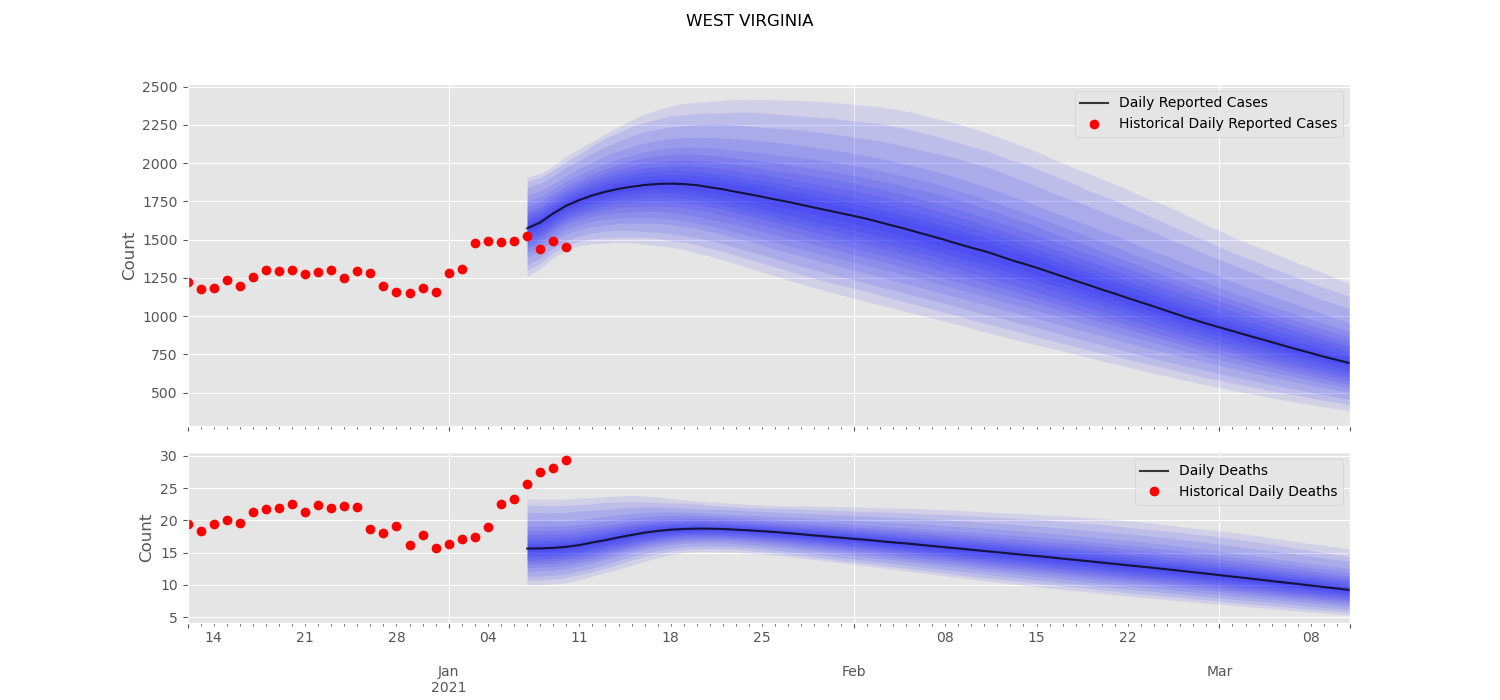 WEST VIRGINIA
2500
2250
2000
1750
1500
1250
1000
750
500
Count
Daily Reported Cases
Historical Daily Reported Cases
30
25
20
15
10
5
Count
Daily Deaths
Historical Daily Deaths
14 21 28 04 11 18 25 08 15 22 08
Jan Feb Mar
2021